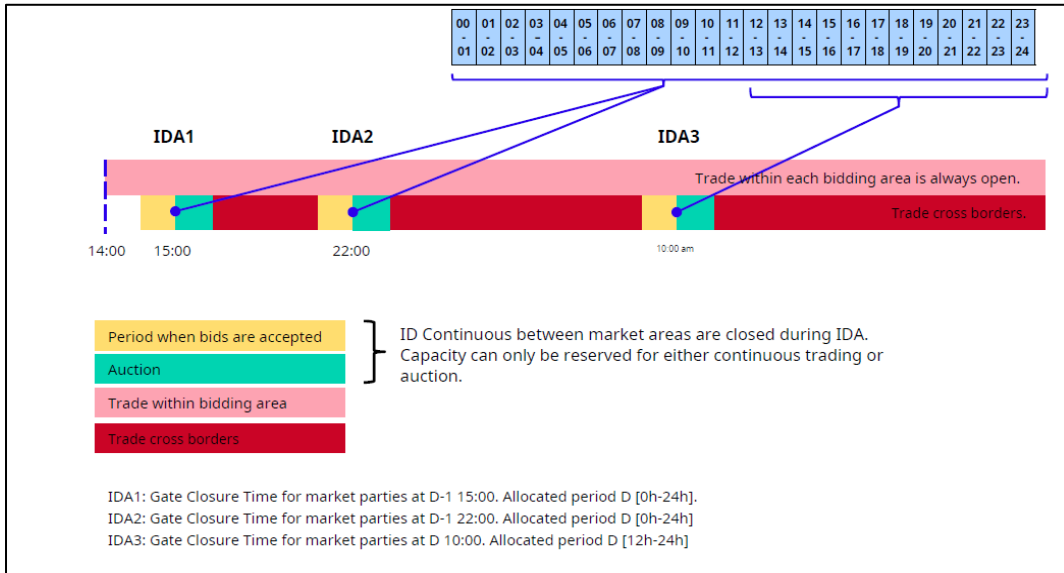 00 01 02 03 04 05 06 07 08 09 10 11 12 13 14 15 16 17 18 19 20 21 22 23
- - - – - - - - - - - - - - - - - - - - - - - -
01 02 03 04 05 06 07 08 09 10 11 12 13 14 15 16 17 18 19 20 21 22 23 24
IDA1 IDA2 IDA3
Trade within each bidding area is always open.
Trade cross borders.
14:00 15:00 22:00 10:00 am
Period when bids are accepted
Auction
Trade within bidding area
Trade cross borders
ID Continuous between market areas are closed during IDA.
Capacity can only be reserved for either continuous trading or
auction.
IDA1: Gate Closure Time for market parties at D-1 15:00. Allocated period D [0h-24h].
IDA2: Gate Closure Time for market parties at D-1 22:00. Allocated period D [0h-24h]
IDA3: Gate Closure Time for market parties at D 10:00. Allocated period D [12h-24h]